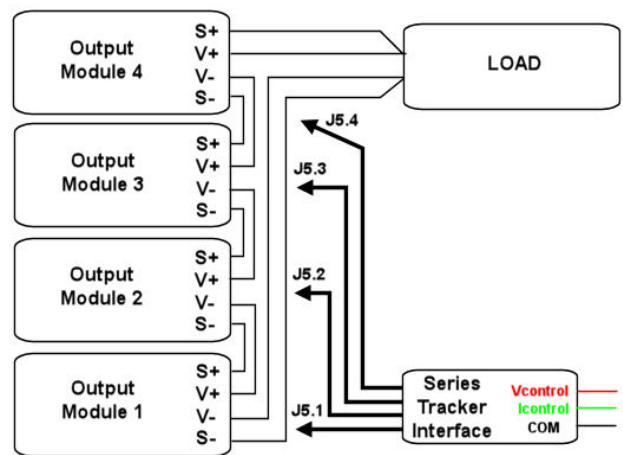 Output
Module 4
S+
V+
V-
S-
LOAD
J5.4
Output
Module 3
S+
V+
V-
S-
J5.3
Output
Module 2
S+
V+
V-
S-
J5.2
Output
Module 1
S+
V+
V-
S-
J5.1
Series
Tracker
Interface
Vcontrol
Icontrol
COM